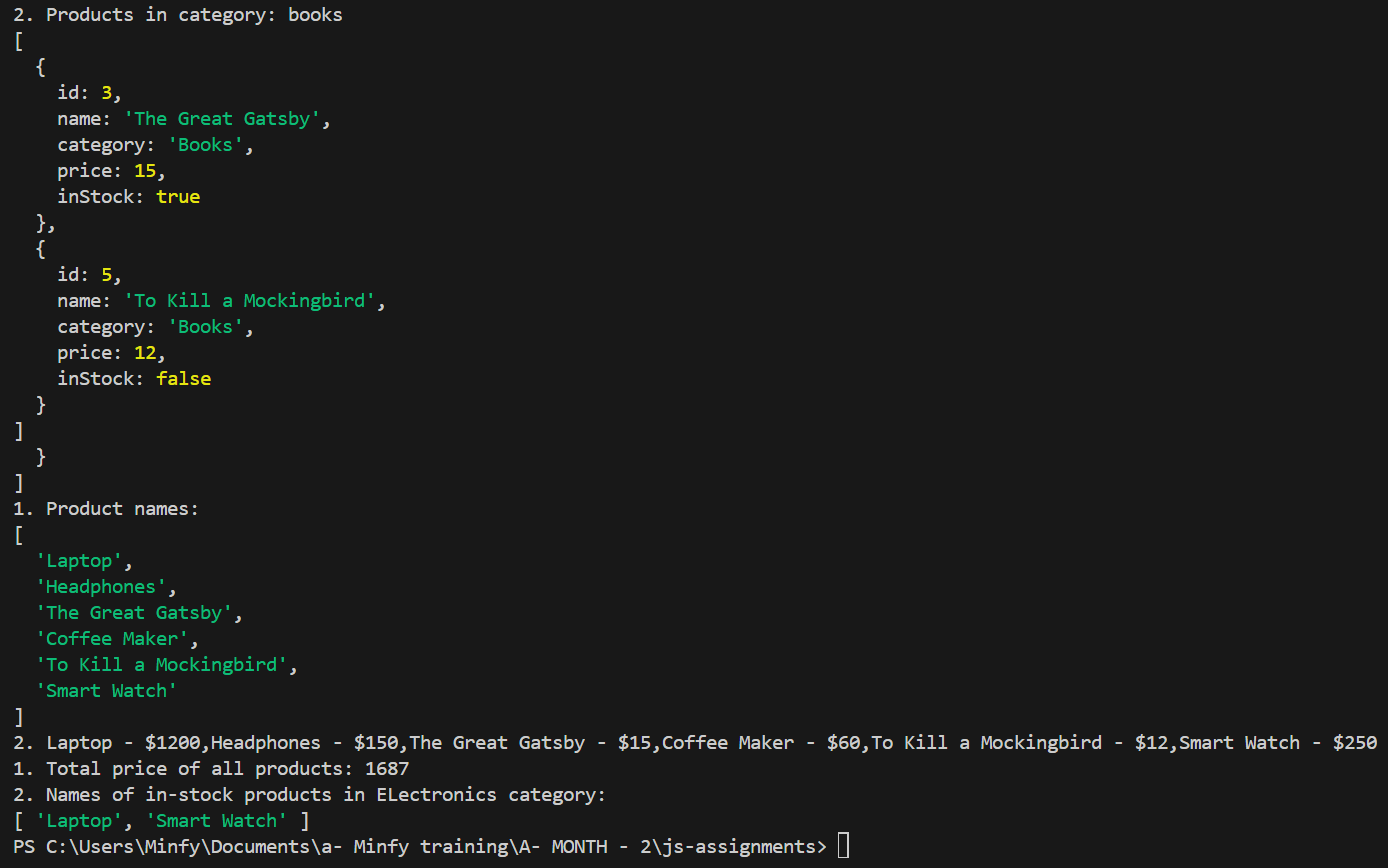 2. Products in category: books
[
  {
    id: 3,
    name: 'The Great Gatsby',
    category: 'Books',
    price: 15,
    inStock: true
  },
  {
    id: 5,
    name: 'To Kill a Mockingbird',
    category: 'Books',
    price: 12,
    inStock: false
  }
]
  }
]
1. Product names:
[
  'Laptop',
  'Headphones',
  'The Great Gatsby',
  'Coffee Maker',
  'To Kill a Mockingbird',
  'Smart Watch'
]
2. Laptop - $1200,Headphones - $150,The Great Gatsby - $15,Coffee Maker - $60,To Kill a Mockingbird - $12,Smart Watch - $250
1. Total price of all products: 1687
2. Names of in-stock products in ELectronics category:
[ 'Laptop', 'Smart Watch' ]
PS C:\Users\Minfy\Documents\a- Minfy training\A- MONTH - 2\js-assignments>